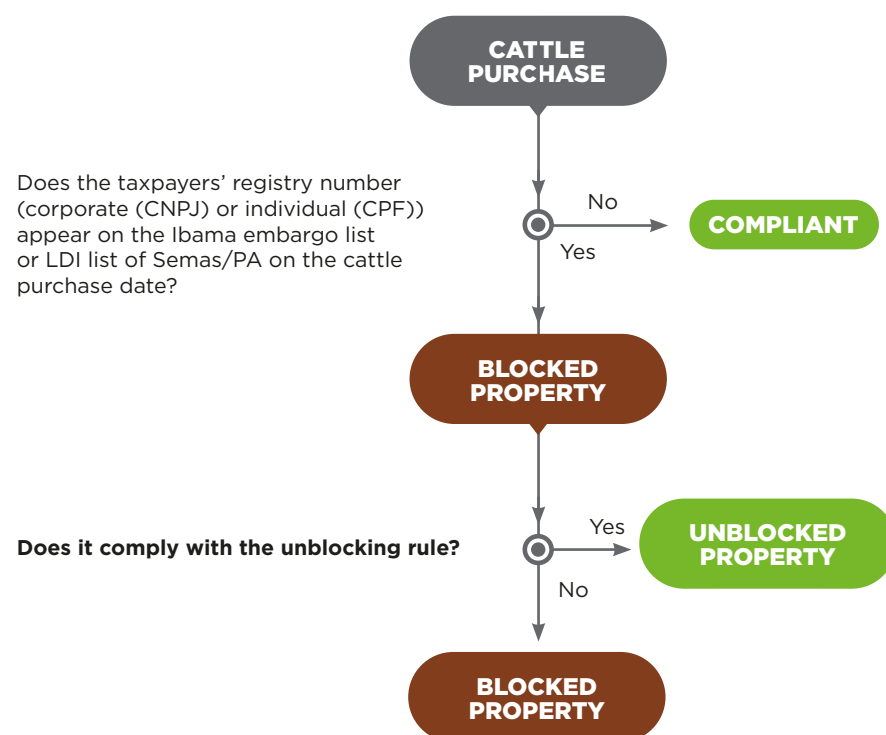 CATTLE
PURCHASE
Does the taxpayers’ registry number
(corporate (CNPJ) or individual (CPF))
appear on the Ibama embargo list
or LDI list of Semas/PA on the cattle
purchase date?
No
COMPLIANT
Yes
BLOCKED
PROPERTY
Does it comply with the unblocking rule?
Yes
UNBLOCKED
PROPERTY
No
BLOCKED
PROPERTY